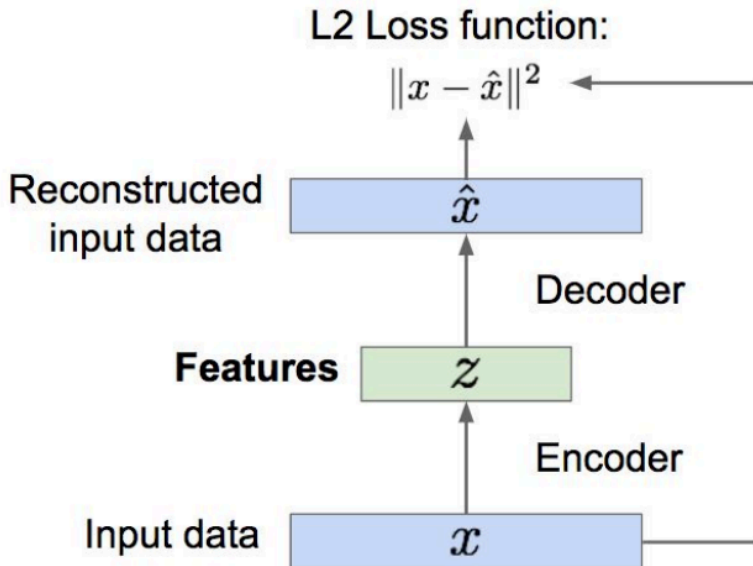 L2 Loss function:
‖x − x̂‖²
Reconstructed
input data
x̂
Decoder
Features
z
Encoder
Input data
x